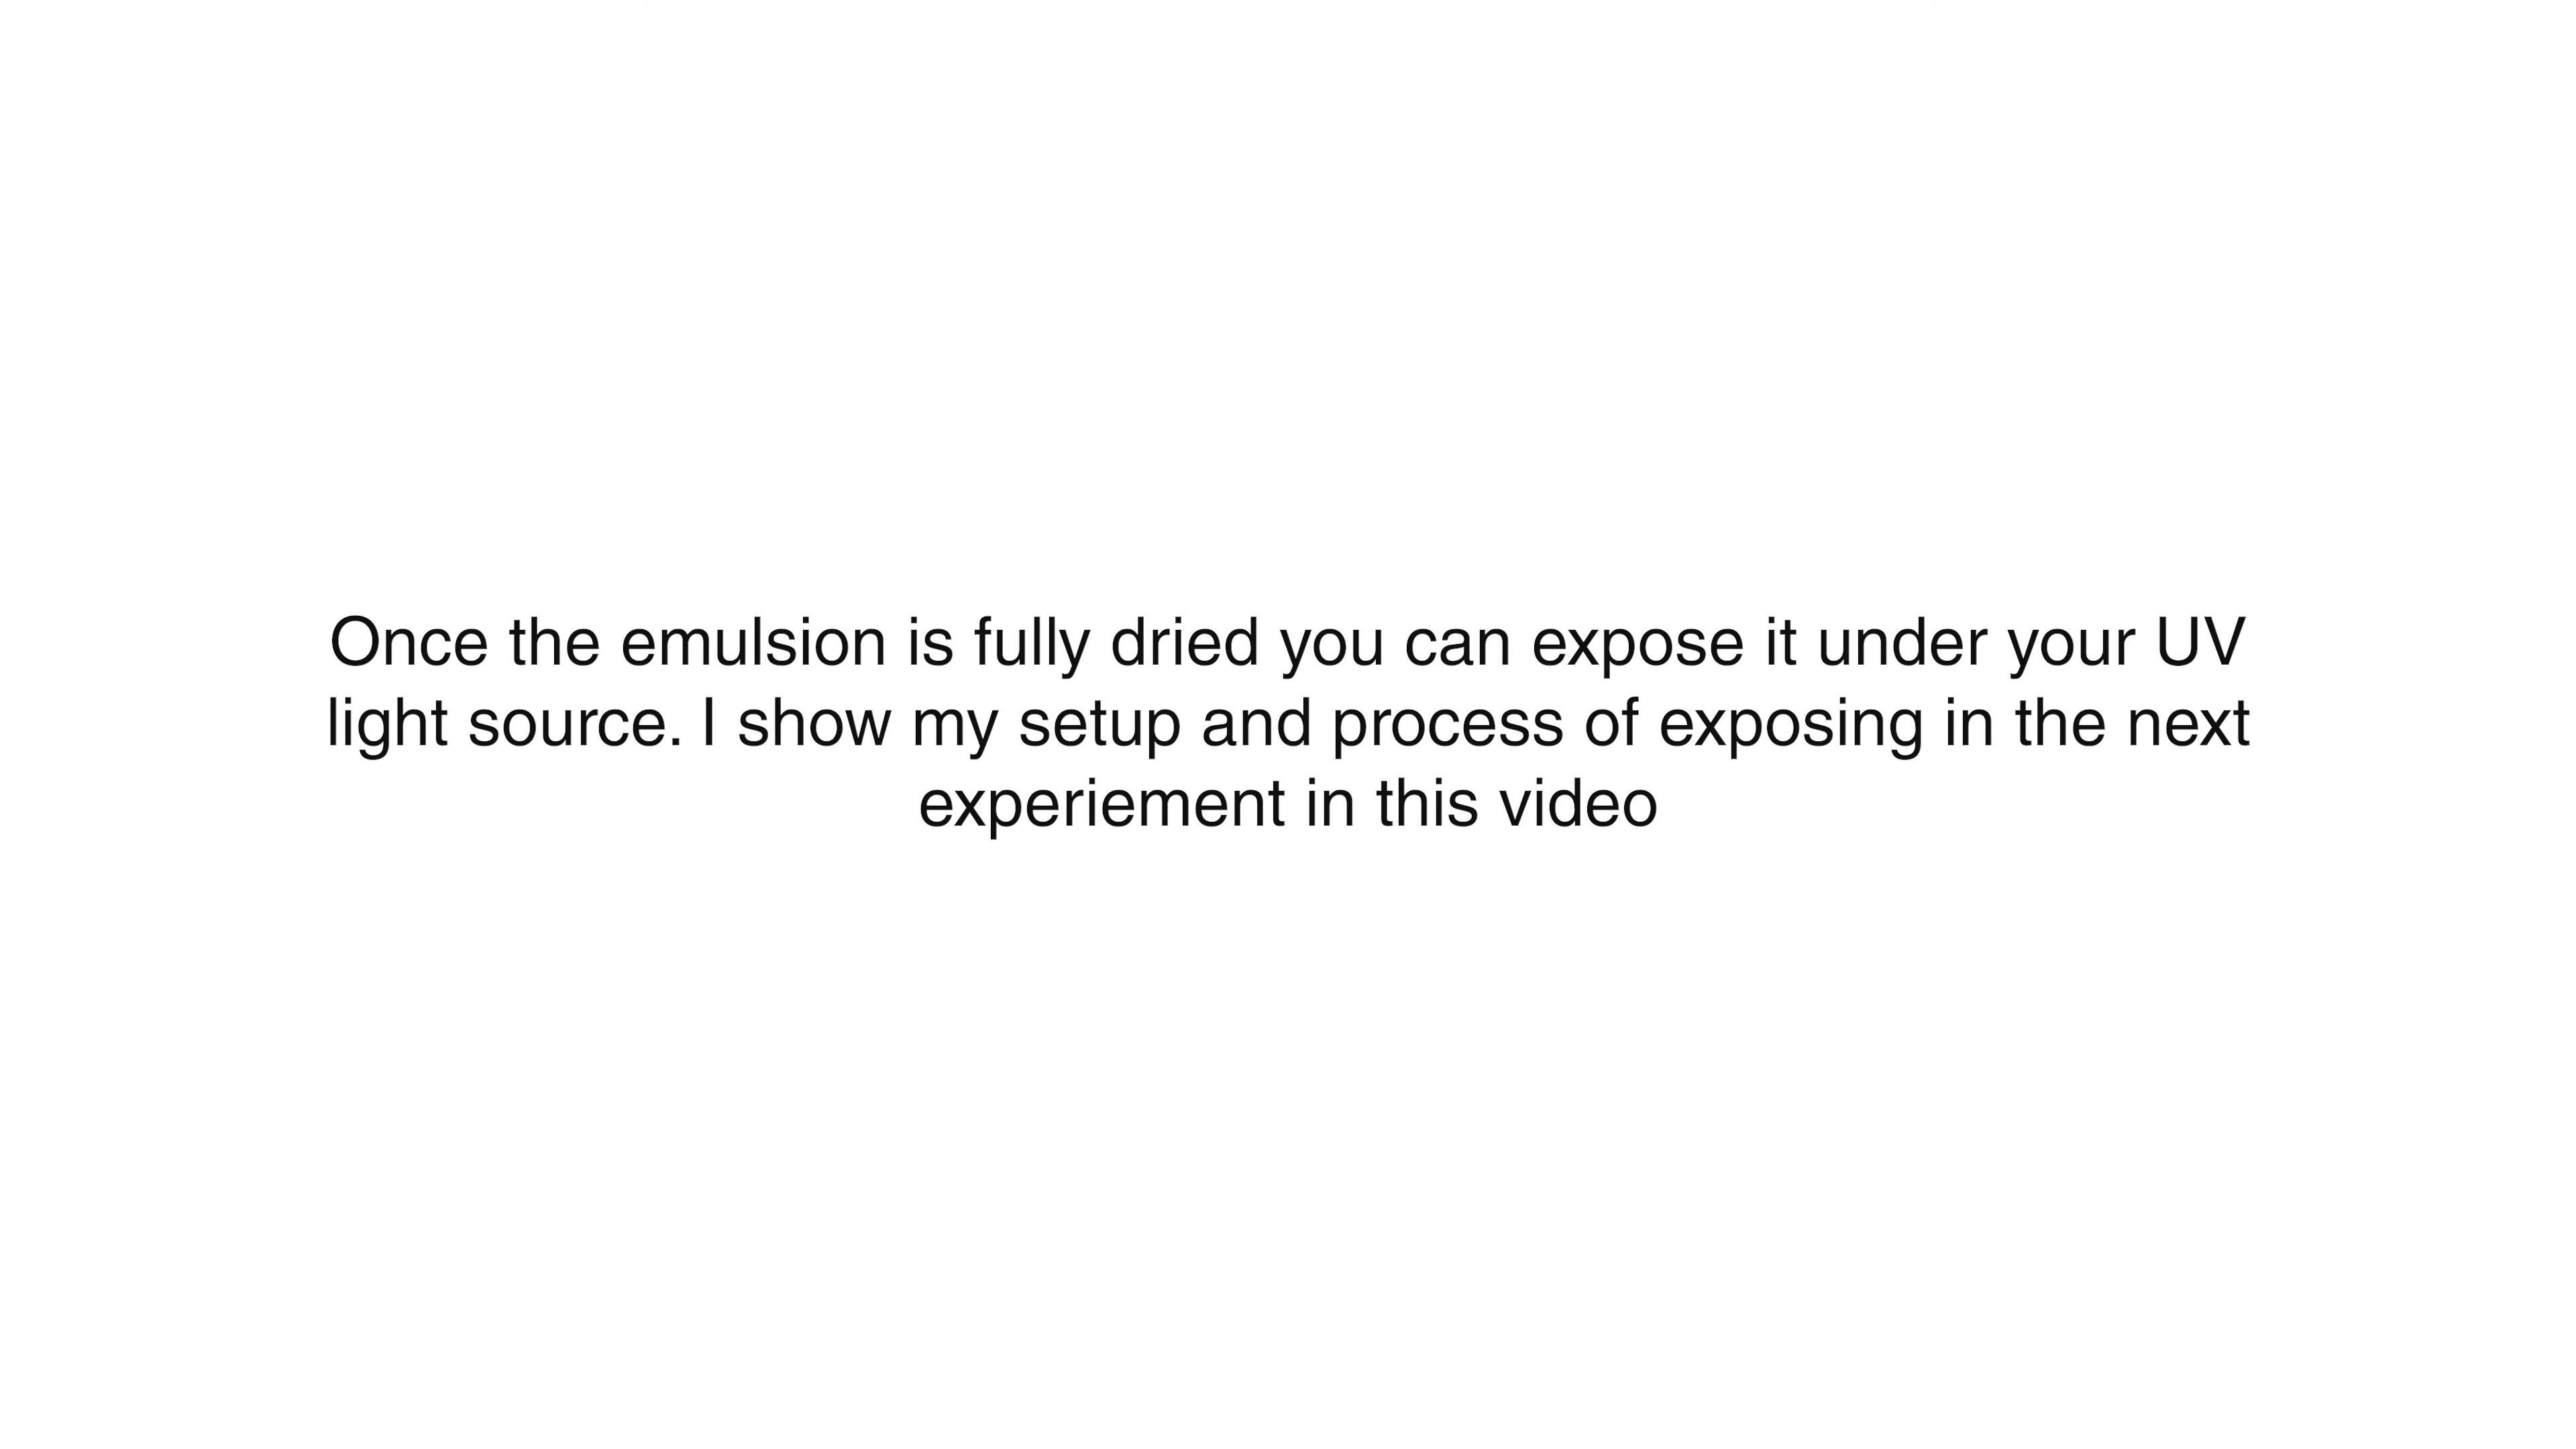 Once the emulsion is fully dried you can expose it under your UV
light source. I show my setup and process of exposing in the next
experiement in this video